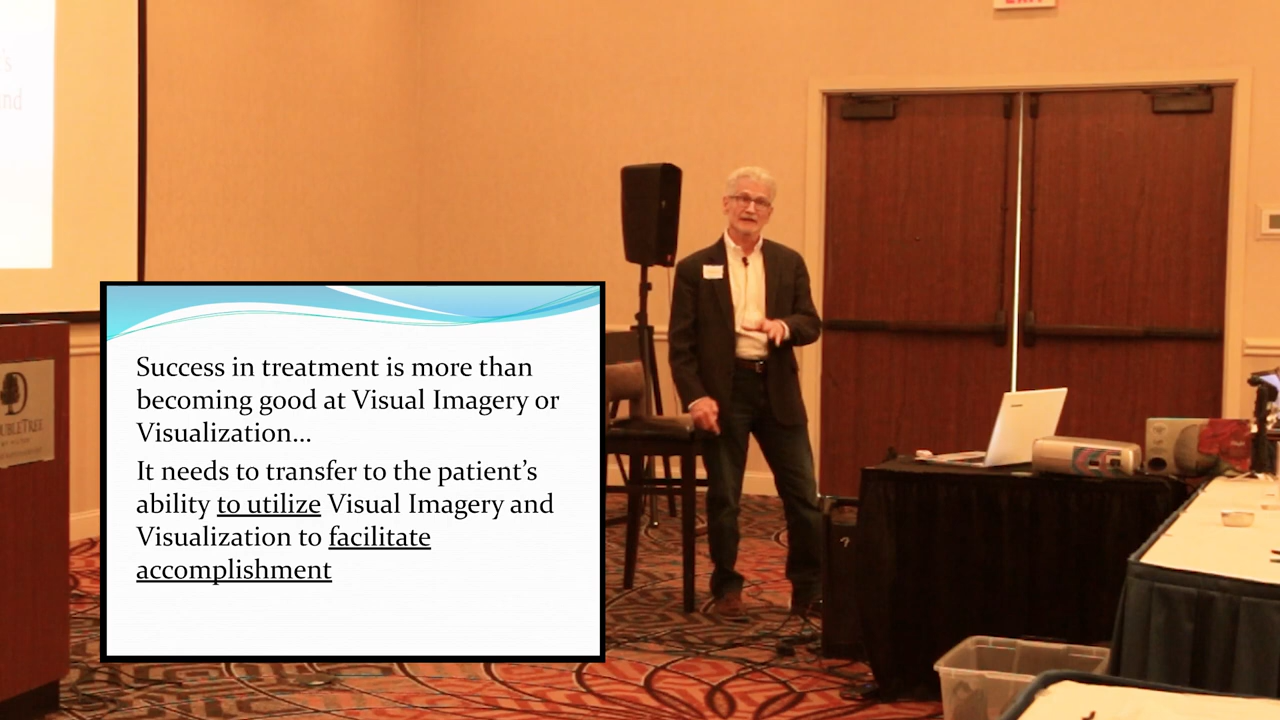 Success in treatment is more than
becoming good at Visual Imagery or
Visualization...
It needs to transfer to the patient's
ability to utilize Visual Imagery and
Visualization to facilitate
accomplishment